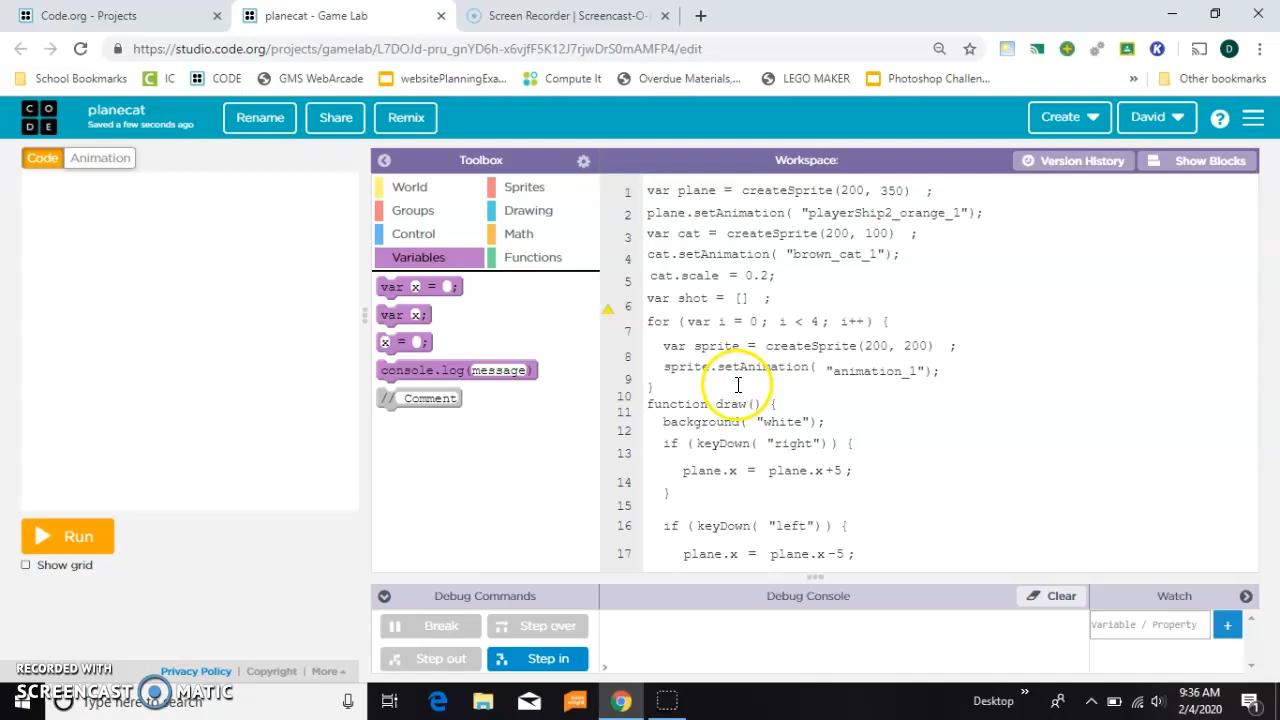 Code.org - Projects
planecat - Game Lab
Screen Recorder | Screencast-O-
https://studio.code.org/projects/gamelab/L7DOJd-pru_gnYD6h-x6vjfF5K12J7rjwDrS0mAMFP4/edit
D
School Bookmarks
IC
CODE
GMS WebArcade
websitePlanningExa...
Compute It
Overdue Materials,...
LEGO MAKER
Photoshop Challen...
»
Other bookmarks
C O D E
planecat
Saved a few seconds ago
Rename
Share
Remix
Create
David
?
Code
Animation
Toolbox
Workspace:
Version History
Show Blocks
World
Sprites
Groups
Drawing
Control
Math
Variables
Functions
var x = ;
var x;
x = ;
console.log(message)
// Comment
1 var plane = createSprite(200, 350) ;
2 plane.setAnimation( "playerShip2_orange_1");
3 var cat = createSprite(200, 100) ;
4 cat.setAnimation( "brown_cat_1");
5 cat.scale = 0.2;
6 var shot = [] ;
7 for (var i = 0; i < 4; i++) {
8 var sprite = createSprite(200, 200) ;
9 sprite.setAnimation( "animation_1");
10 }
11 function draw() {
12 background( "white");
13 if (keyDown( "right")) {
14 plane.x = plane.x+5;
15 }
16 if (keyDown( "left")) {
17 plane.x = plane.x-5;
Run
Show grid
Debug Commands
Debug Console
Clear
Watch
Break
Step over
Step out
Step in
>
Variable / Property
+
RECORDED WITH
SCREENCAST MATIC
Privacy Policy | Copyright | More
Type here to search
Desktop
»
9:36 AM
2/4/2020
1